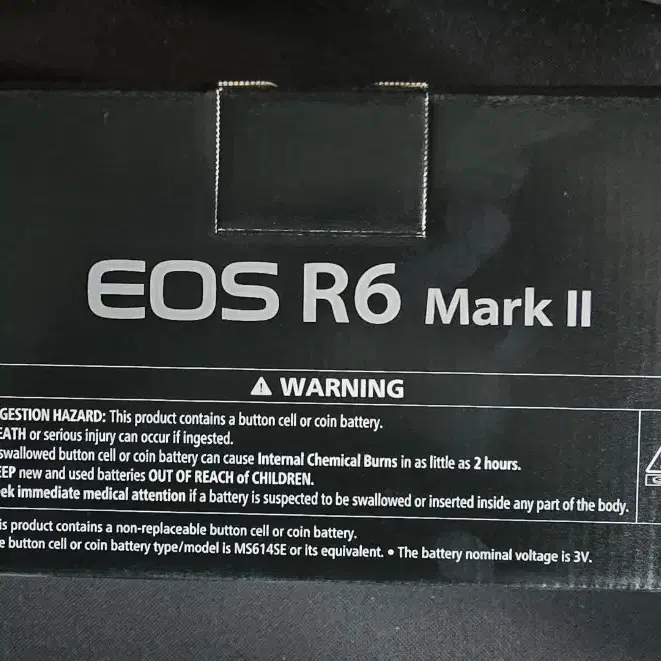 EOS R6 Mark II
⚠ WARNING
GESTION HAZARD: This product contains a button cell or coin battery.
EATH or serious injury can occur if ingested.
swallowed button cell or coin battery can cause Internal Chemical Burns in as little as 2 hours.
EEP new and used batteries OUT OF REACH of CHILDREN.
ek immediate medical attention if a battery is suspected to be swallowed or inserted inside any part of the body.
is product contains a non-replaceable button cell or coin battery.
e button cell or coin battery type/model is MS614SE or its equivalent. • The battery nominal voltage is 3V.